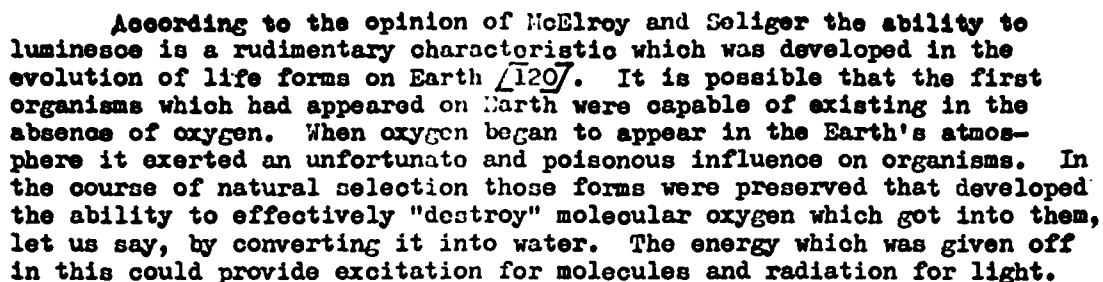 According to the opinion of McElroy and Seliger the ability to
luminesce is a rudimentary characteristic which was developed in the
evolution of life forms on Earth [120]. It is possible that the first
organisms which had appeared on Earth were capable of existing in the
absence of oxygen. When oxygen began to appear in the Earth's atmos-
phere it exerted an unfortunate and poisonous influence on organisms. In
the course of natural selection those forms were preserved that developed
the ability to effectively "destroy" molecular oxygen which got into them,
let us say, by converting it into water. The energy which was given off
in this could provide excitation for molecules and radiation for light.